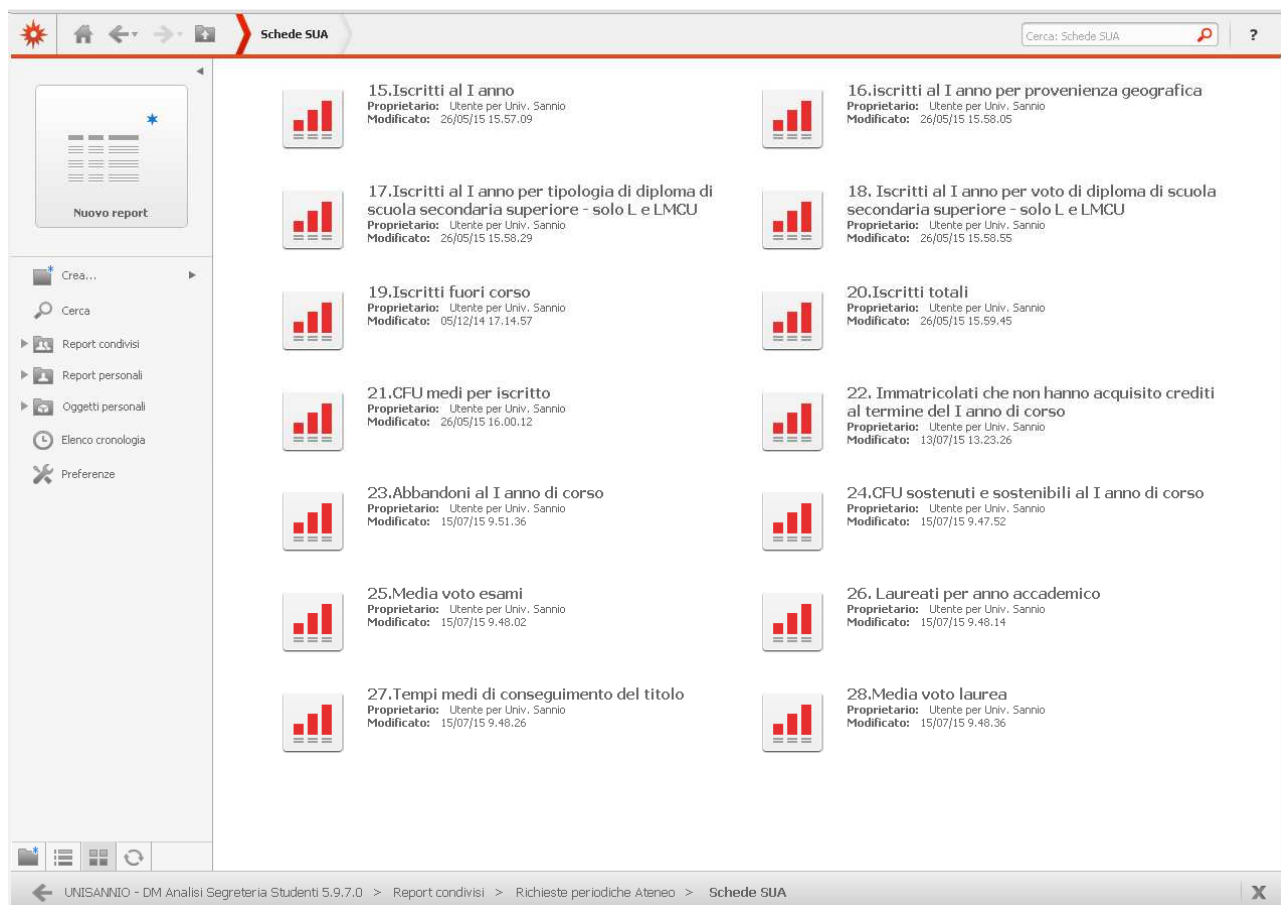 Schede SUA
Cerca: Schede SUA
?
Nuovo report
Crea...
Cerca
Report condivisi
Report personali
Oggetti personali
Elenco cronologia
Preferenze
15.Iscritti al I anno
Proprietario: Utente per Univ. Sannio
Modificato: 26/05/15 15.57.09
16.iscritti al I anno per provenienza geografica
Proprietario: Utente per Univ. Sannio
Modificato: 26/05/15 15.58.05
17.Iscritti al I anno per tipologia di diploma di
scuola secondaria superiore - solo L e LMCU
Proprietario: Utente per Univ. Sannio
Modificato: 26/05/15 15.58.29
18. Iscritti al I anno per voto di diploma di scuola
secondaria superiore - solo L e LMCU
Proprietario: Utente per Univ. Sannio
Modificato: 26/05/15 15.58.55
19.Iscritti fuori corso
Proprietario: Utente per Univ. Sannio
Modificato: 05/12/14 17.14.57
20.Iscritti totali
Proprietario: Utente per Univ. Sannio
Modificato: 26/05/15 15.59.45
21.CFU medi per iscritto
Proprietario: Utente per Univ. Sannio
Modificato: 26/05/15 16.00.12
22. Immatricolati che non hanno acquisito crediti
al termine del I anno di corso
Proprietario: Utente per Univ. Sannio
Modificato: 13/07/15 13.23.26
23.Abbandoni al I anno di corso
Proprietario: Utente per Univ. Sannio
Modificato: 15/07/15 9.51.36
24.CFU sostenuti e sostenibili al I anno di corso
Proprietario: Utente per Univ. Sannio
Modificato: 15/07/15 9.47.52
25.Media voto esami
Proprietario: Utente per Univ. Sannio
Modificato: 15/07/15 9.48.02
26. Laureati per anno accademico
Proprietario: Utente per Univ. Sannio
Modificato: 15/07/15 9.48.14
27.Tempi medi di conseguimento del titolo
Proprietario: Utente per Univ. Sannio
Modificato: 15/07/15 9.48.26
28.Media voto laurea
Proprietario: Utente per Univ. Sannio
Modificato: 15/07/15 9.48.36
UNISANNIO - DM Analisi Segreteria Studenti 5.9.7.0 > Report condivisi > Richieste periodiche Ateneo > Schede SUA
X